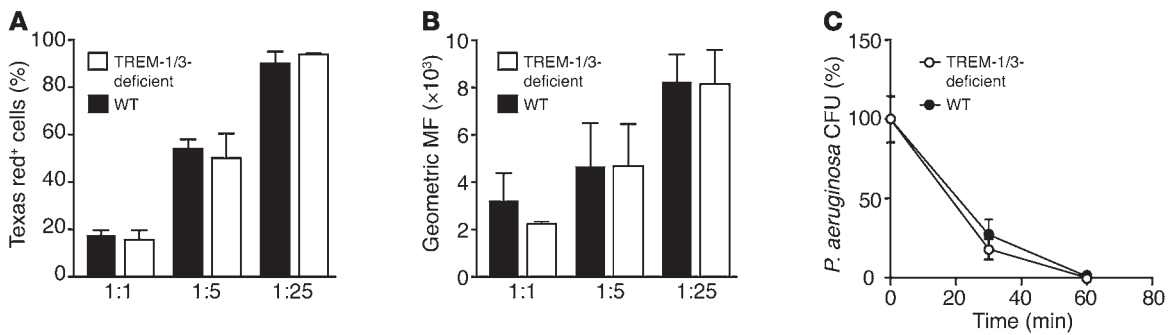 A
Texas red+ cells (%)
100
80
60
40
20
0
TREM-1/3-
deficient
WT
1:1 1:5 1:25
B
Geometric MF (×10³)
10
8
6
4
2
0
TREM-1/3-
deficient
WT
1:1 1:5 1:25
C
P. aeruginosa CFU (%)
150
100
50
0
TREM-1/3-
deficient
WT
0 20 40 60 80
Time (min)